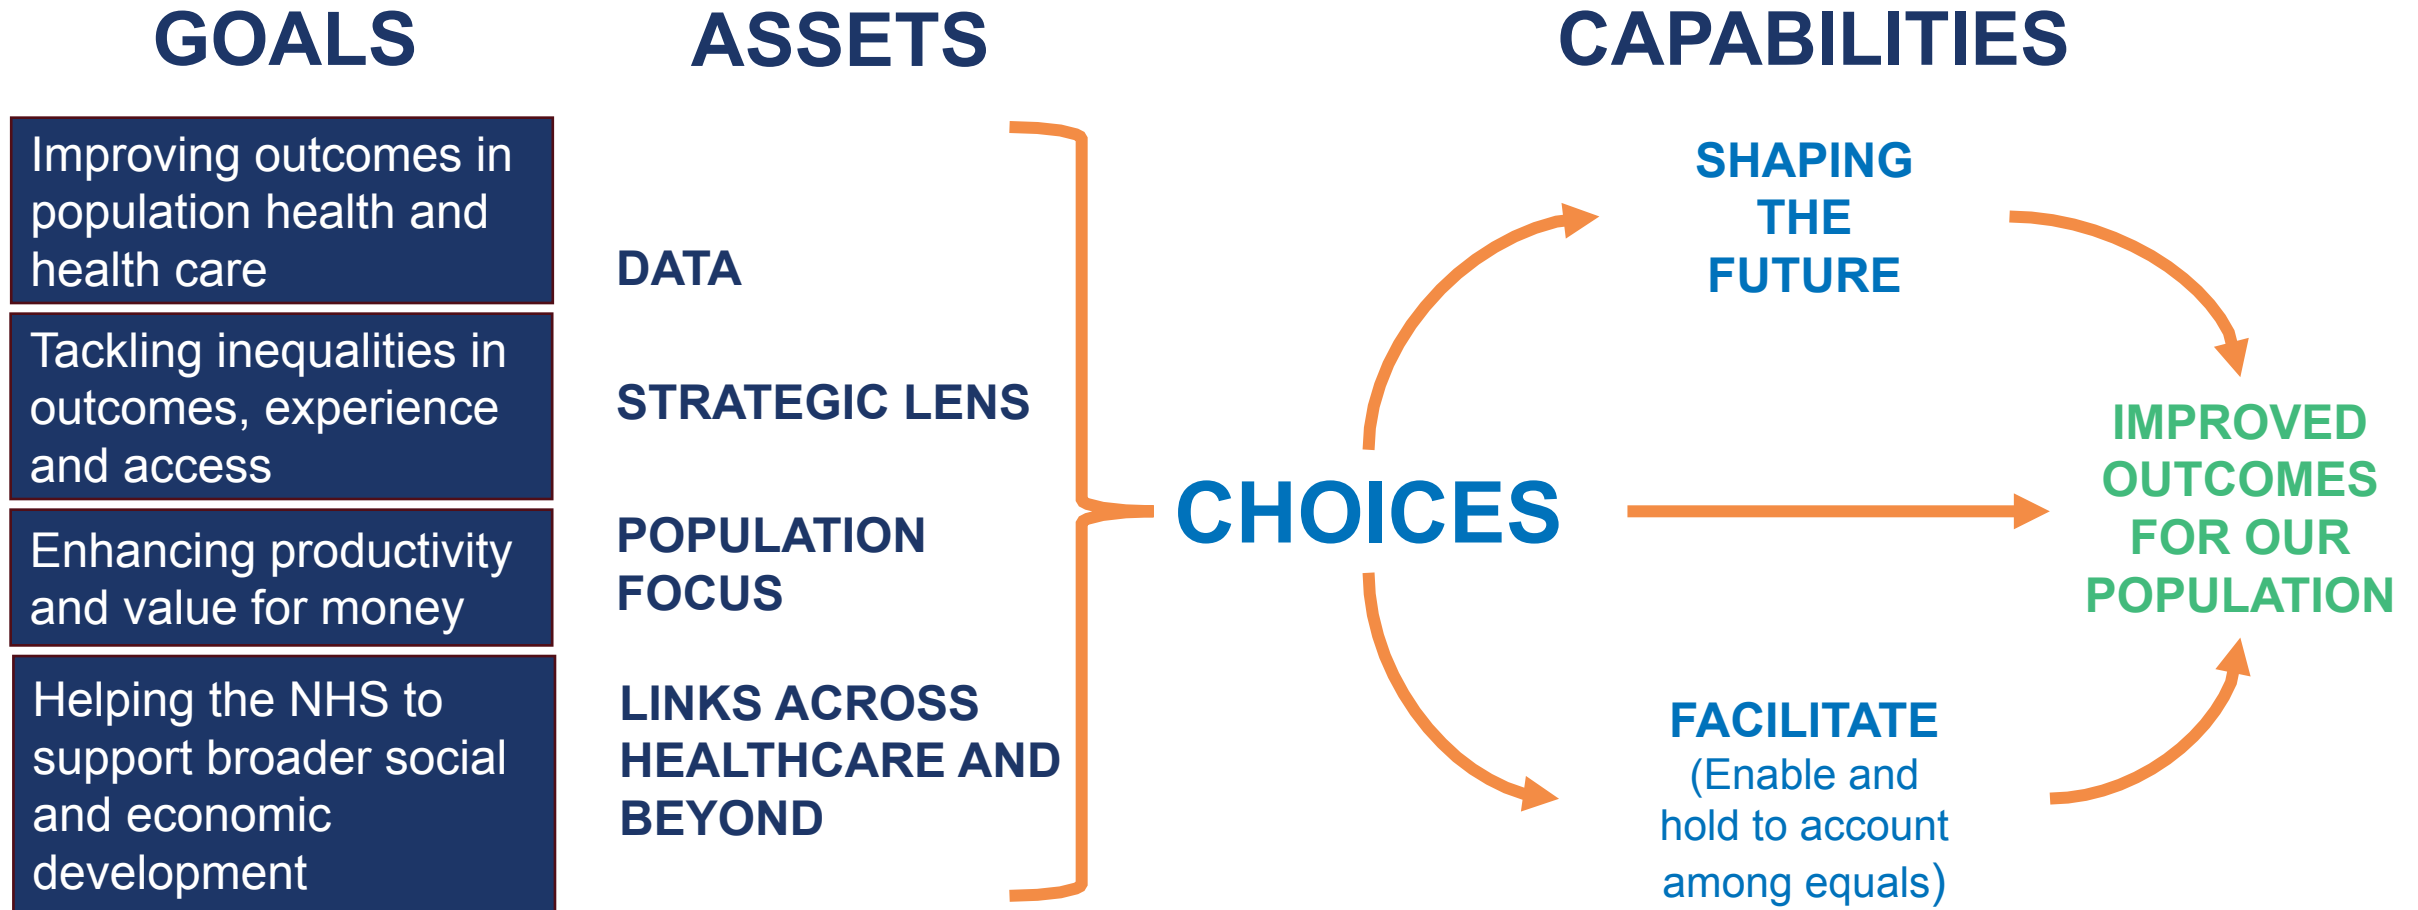 GOALS
ASSETS
CAPABILITIES
Improving outcomes in
population health and
health care
Tackling inequalities in
outcomes, experience
and access
Enhancing productivity
and value for money
Helping the NHS to
support broader social
and economic
development
DATA
STRATEGIC LENS
POPULATION
FOCUS
LINKS ACROSS
HEALTHCARE AND
BEYOND
CHOICES
SHAPING
THE
FUTURE
FACILITATE
(Enable and
hold to account
among equals)
IMPROVED
OUTCOMES
FOR OUR
POPULATION